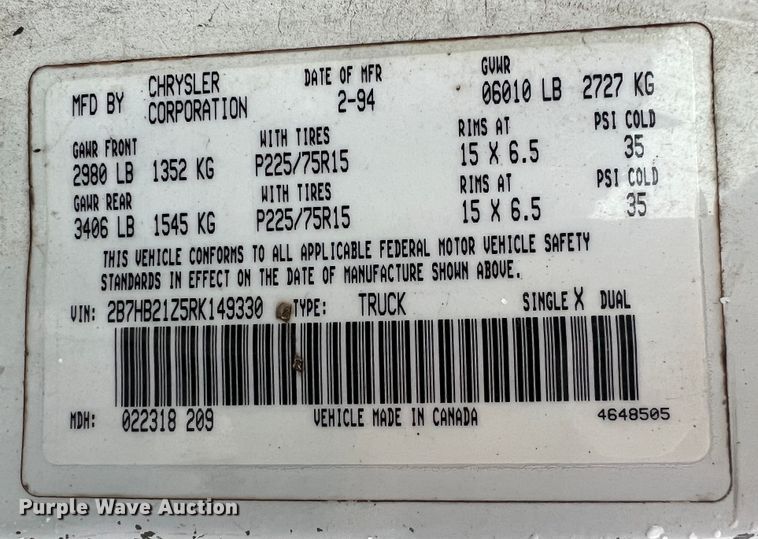 MFD BY CHRYSLER CORPORATION DATE OF MFR 2-94 GVWR 06010 LB 2727 KG
GAWR FRONT WITH TIRES RIMS AT PSI COLD
2980 LB 1352 KG P225/75R15 15 X 6.5 35
GAWR REAR WITH TIRES RIMS AT PSI COLD
3406 LB 1545 KG P225/75R15 15 X 6.5 35
THIS VEHICLE CONFORMS TO ALL APPLICABLE FEDERAL MOTOR VEHICLE SAFETY
STANDARDS IN EFFECT ON THE DATE OF MANUFACTURE SHOWN ABOVE.
VIN: 2B7HB21Z5RK149330 TYPE: TRUCK SINGLE X DUAL
MDH: 022318 209 VEHICLE MADE IN CANADA 4648505
Purple Wave Auction